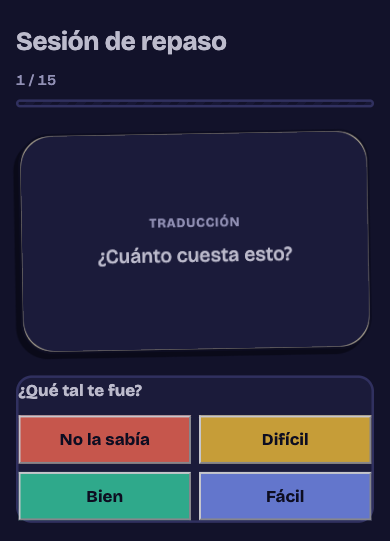 Sesión de repaso
1 / 15
TRADUCCIÓN
¿Cuánto cuesta esto?
¿Qué tal te fue?
No la sabía
Difícil
Bien
Fácil